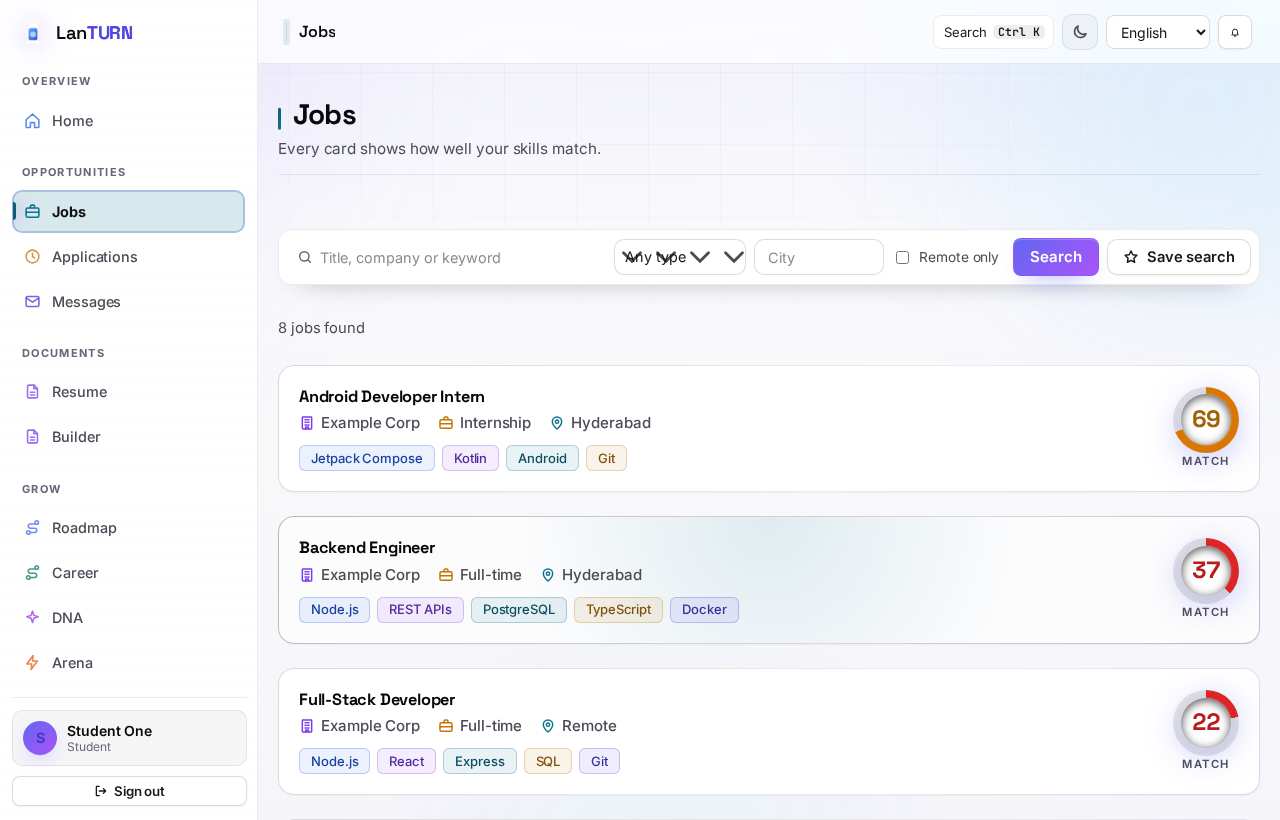 LanTURN
OVERVIEW
Home
OPPORTUNITIES
Jobs
Applications
Messages
DOCUMENTS
Resume
Builder
GROW
Roadmap
Career
DNA
Arena
S
Student One
Student
Sign out
Jobs
Search Ctrl K
English
Jobs
Every card shows how well your skills match.
Title, company or keyword
Any type
City
Remote only
Search
Save search
8 jobs found
Android Developer Intern
Example Corp Internship Hyderabad
Jetpack Compose Kotlin Android Git
69
MATCH
Backend Engineer
Example Corp Full-time Hyderabad
Node.js REST APIs PostgreSQL TypeScript Docker
37
MATCH
Full-Stack Developer
Example Corp Full-time Remote
Node.js React Express SQL Git
22
MATCH